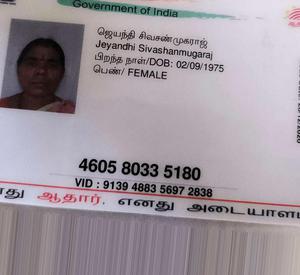 Government of India
ஜெயந்தி சிவசண்முகராஜ்
Jeyandhi Sivashanmugaraj
பிறந்த நாள்/DOB: 02/09/1975
பெண்/ FEMALE
4605 8033 5180
VID : 9139 4883 5697 2838
ஆதார், எனது